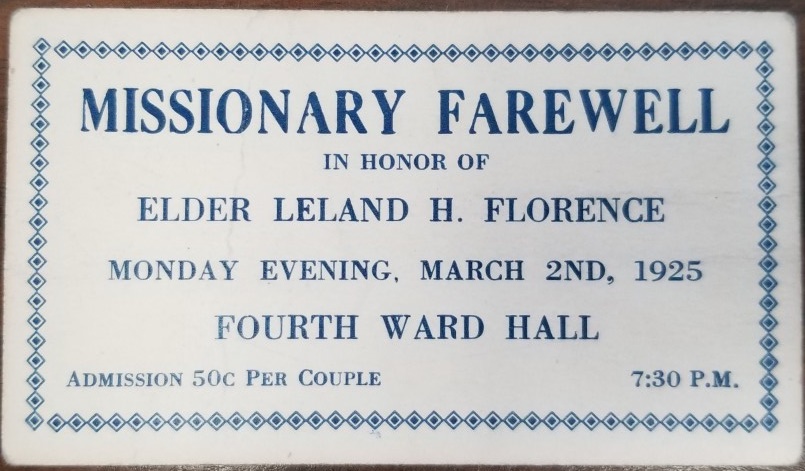 MISSIONARY FAREWELL
IN HONOR OF
ELDER LELAND H. FLORENCE
MONDAY EVENING, MARCH 2ND, 1925
FOURTH WARD HALL
ADMISSION 50C PER COUPLE 7:30 P.M.